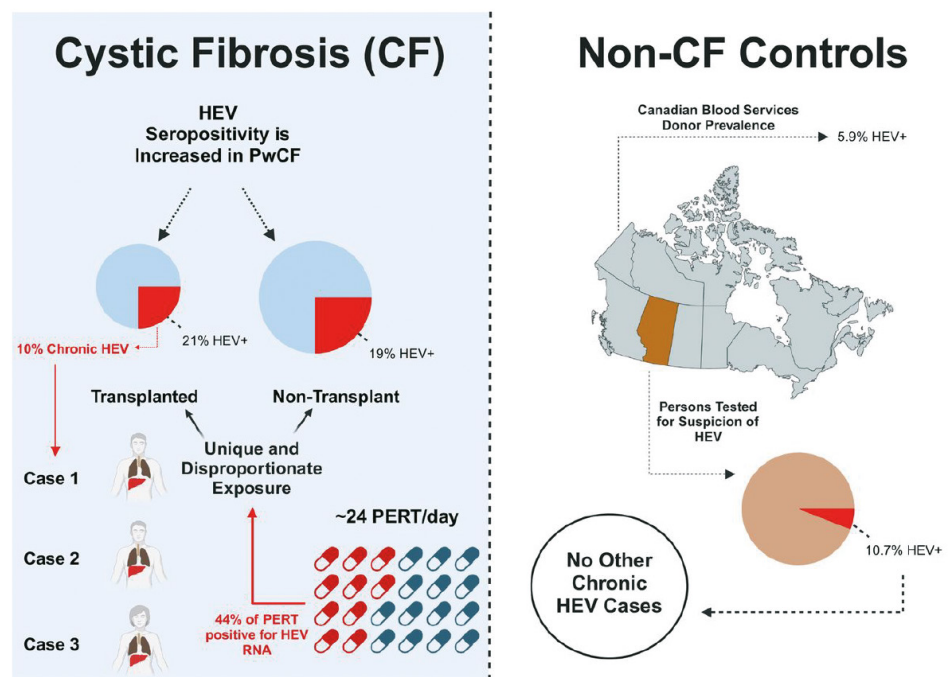 Cystic Fibrosis (CF)
HEV
Seropositivity is
Increased in PwCF
21% HEV+
19% HEV+
10% Chronic HEV
Transplanted
Non-Transplant
Unique and
Disproportionate
Exposure
Case 1
Case 2
Case 3
~24 PERT/day
44% of PERT
positive for HEV
RNA
Non-CF Controls
Canadian Blood Services
Donor Prevalence
5.9% HEV+
Persons Tested
for Suspicion of
HEV
10.7% HEV+
No Other
Chronic
HEV Cases